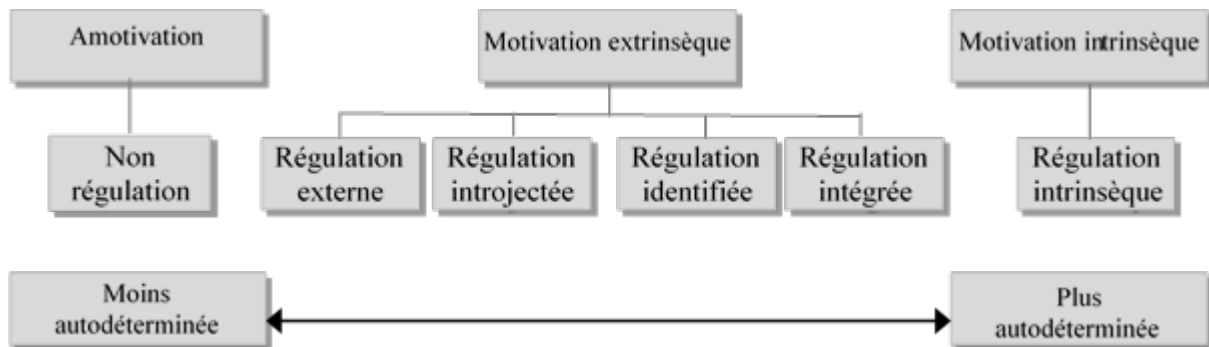 Amotivation
Motivation extrinsèque
Motivation intrinsèque
Non
régulation
Régulation
externe
Régulation
introjectée
Régulation
identifiée
Régulation
intégrée
Régulation
intrinsèque
Moins
autodéterminée
Plus
autodéterminée